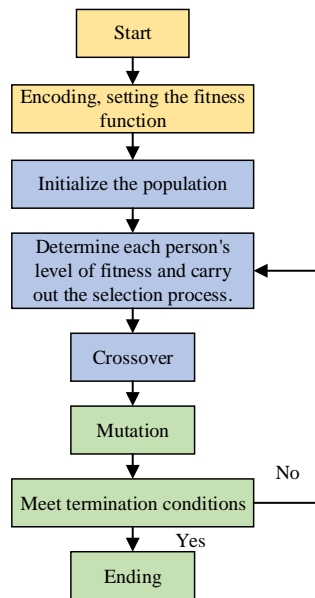 Start
Encoding, setting the fitness
function
Initialize the population
Determine each person's
level of fitness and carry
out the selection process.
Crossover
Mutation
No
Meet termination conditions
Yes
Ending